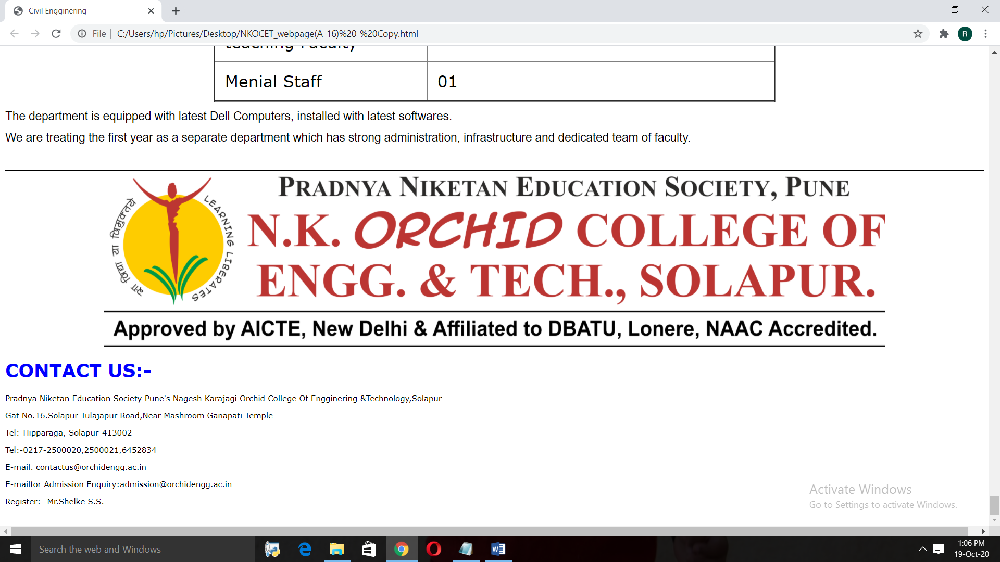 Civil Engginering
File
C:/Users/hp/Pictures/Desktop/NKOCET_webpage(A-16)%20-%20Copy.html
R
teaching Faculty
Menial Staff 01
The department is equipped with latest Dell Computers, installed with latest softwares.
We are treating the first year as a separate department which has strong administration, infrastructure and dedicated team of faculty.
सा विद्या या विमुक्तये
LEARNING LIBERATES
PRADNYA NIKETAN EDUCATION SOCIETY, PUNE
N.K. ORCHID COLLEGE OF
ENGG. & TECH., SOLAPUR.
Approved by AICTE, New Delhi & Affiliated to DBATU, Lonere, NAAC Accredited.
CONTACT US:-
Pradnya Niketan Education Society Pune's Nagesh Karajagi Orchid College Of Engginering &Technology,Solapur
Gat No.16.Solapur-Tulajapur Road,Near Mashroom Ganapati Temple
Tel:-Hipparaga, Solapur-413002
Tel:-0217-2500020,2500021,6452834
E-mail. contactus@orchidengg.ac.in
E-mailfor Admission Enquiry:admission@orchidengg.ac.in
Register:- Mr.Shelke S.S.
Activate Windows
Go to Settings to activate Windows.
Search the web and Windows
1:06 PM
19-Oct-20